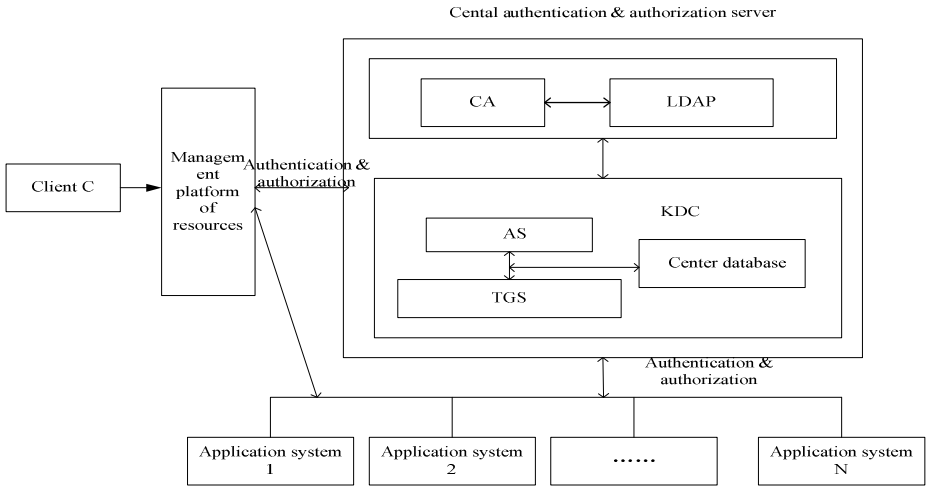 Cental authentication & authorization server
CA
LDAP
Managem
ent
platform
of
resources
Authentication &
authorization
Client C
KDC
AS
Center database
TGS
Authentication &
authorization
Application system
1
Application system
2
……
Application system
N